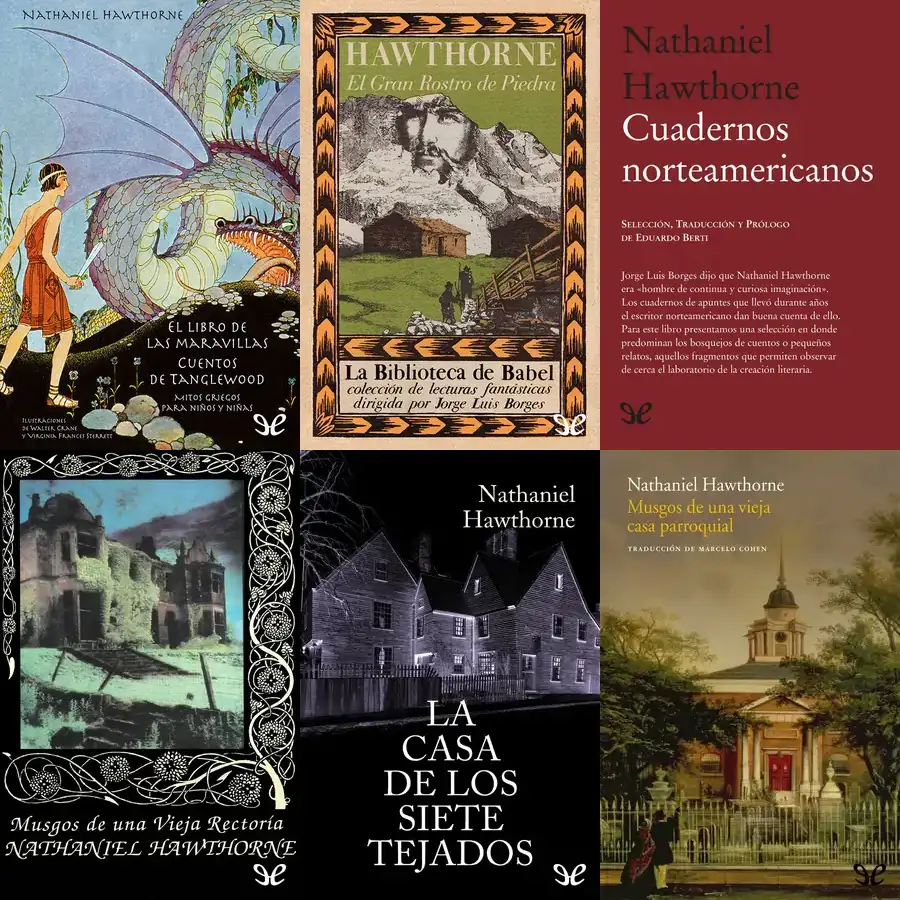 NATHANIEL HAWTHORNE
EL LIBRO DE
LAS MARAVILLAS
CUENTOS
DE TANGLEWOOD
MITOS GRIEGOS
PARA NIÑOS Y NIÑAS
ILUSTRACIONES
DE WALTER CRANE
Y VIRGINIA FRANCES STERRETT
HAWTHORNE
El Gran Rostro de Piedra
La Biblioteca de Babel
colección de lecturas fantásticas
dirigida por Jorge Luis Borges
Nathaniel
Hawthorne
Cuadernos
norteamericanos
SELECCIÓN, TRADUCCIÓN Y PRÓLOGO
DE EDUARDO BERTI
Jorge Luis Borges dijo que Nathaniel Hawthorne
era «hombre de continua y curiosa imaginación».
Los cuadernos de apuntes que llevó durante años
el escritor norteamericano dan buena cuenta de ello.
Para este libro presentamos una selección en donde
predominan los bosquejos de cuentos o pequeños
relatos, aquellos fragmentos que permiten observar
de cerca el laboratorio de la creación literaria.
Musgos de una Vieja Rectoría
NATHANIEL HAWTHORNE
Nathaniel
Hawthorne
LA
CASA
DE LOS
SIETE
TEJADOS
Nathaniel Hawthorne
Musgos de una vieja
casa parroquial
TRADUCCIÓN DE MARCELO COHEN